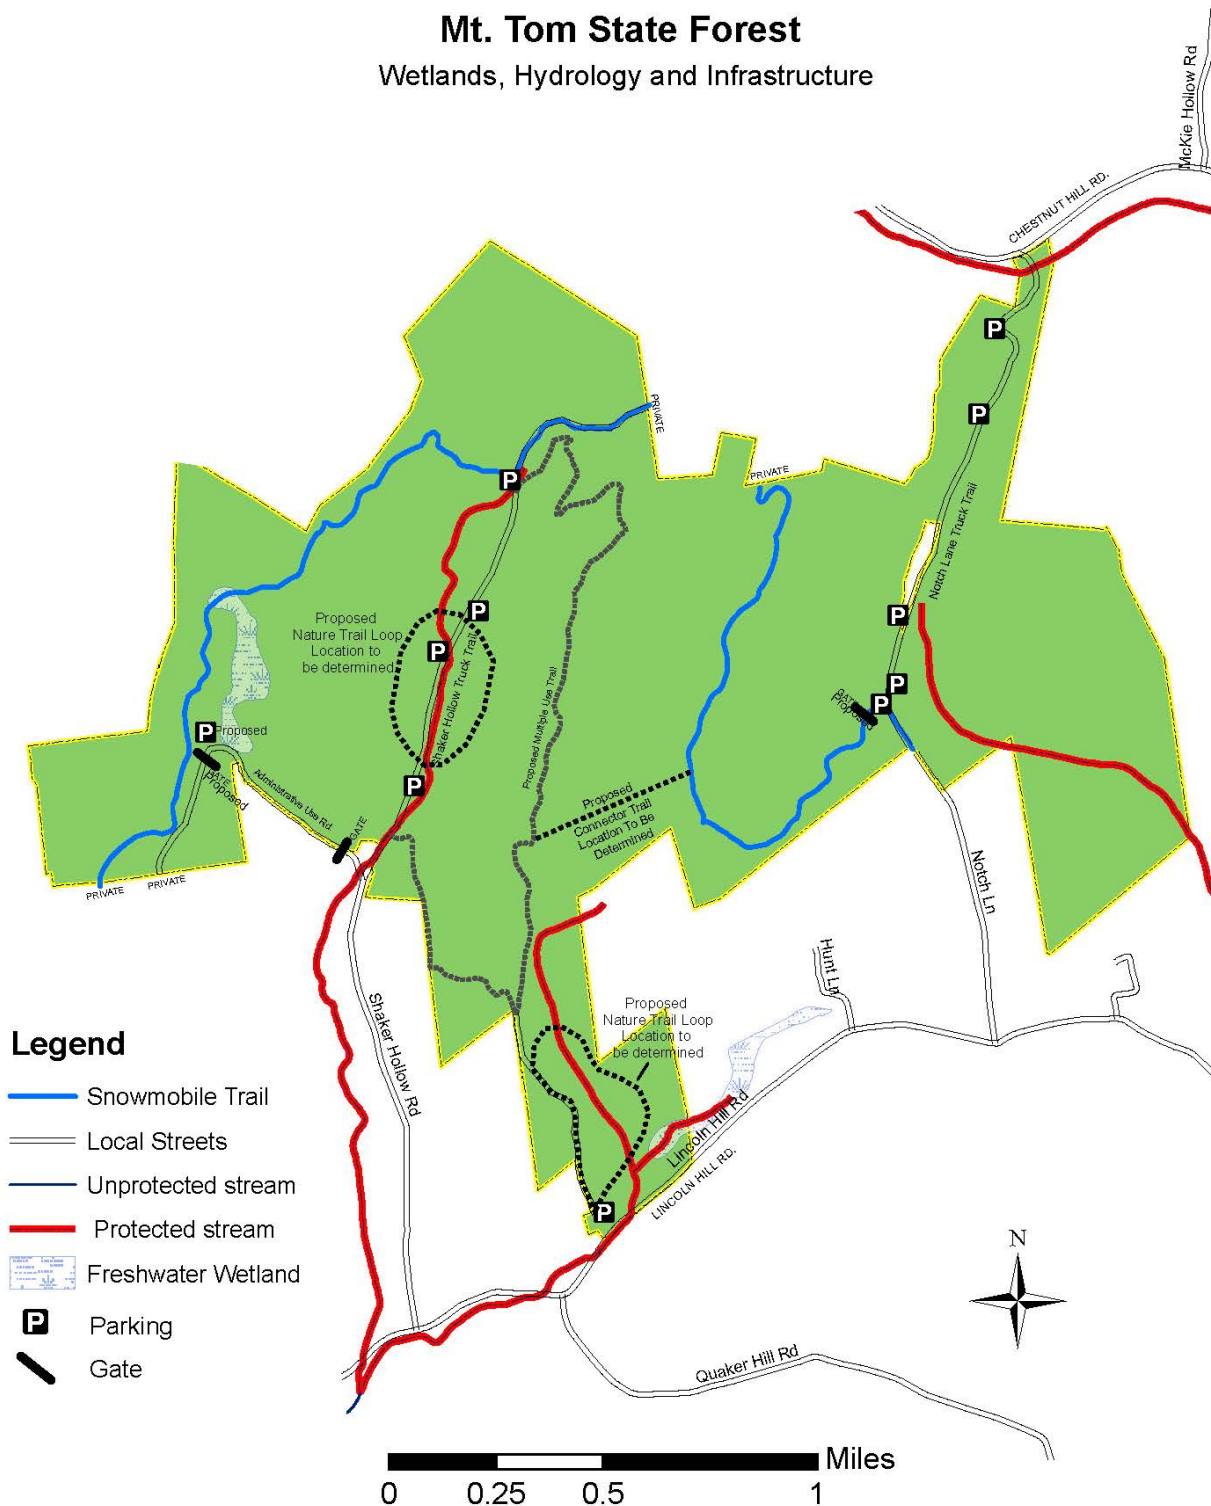 Mt. Tom State Forest
Wetlands, Hydrology and Infrastructure
McKie Hollow Rd
CHESTNUT HILL RD.
P
P
PRIVATE
PRIVATE
P
Notch Lane Truck Trail
Proposed
Nature Trail Loop
Location to
be determined
P
P
P
Shaker Hollow Truck Trail
Proposed Multiple Use Trail
P
P
GATE
Proposed
P
Proposed
GATE
Proposed
Administrative Use Rd.
P
GATE
Proposed
Connector Trail
Location To Be
Determined
PRIVATE
PRIVATE
Notch Ln
Hunt Ln
Proposed
Nature Trail Loop
Location to
be determined
Shaker Hollow Rd
Lincoln Hill Rd
LINCOLN HILL RD.
P
Quaker Hill Rd
N
Legend
Snowmobile Trail
Local Streets
Unprotected stream
Protected stream
Freshwater Wetland
P Parking
Gate
Miles
0 0.25 0.5 1